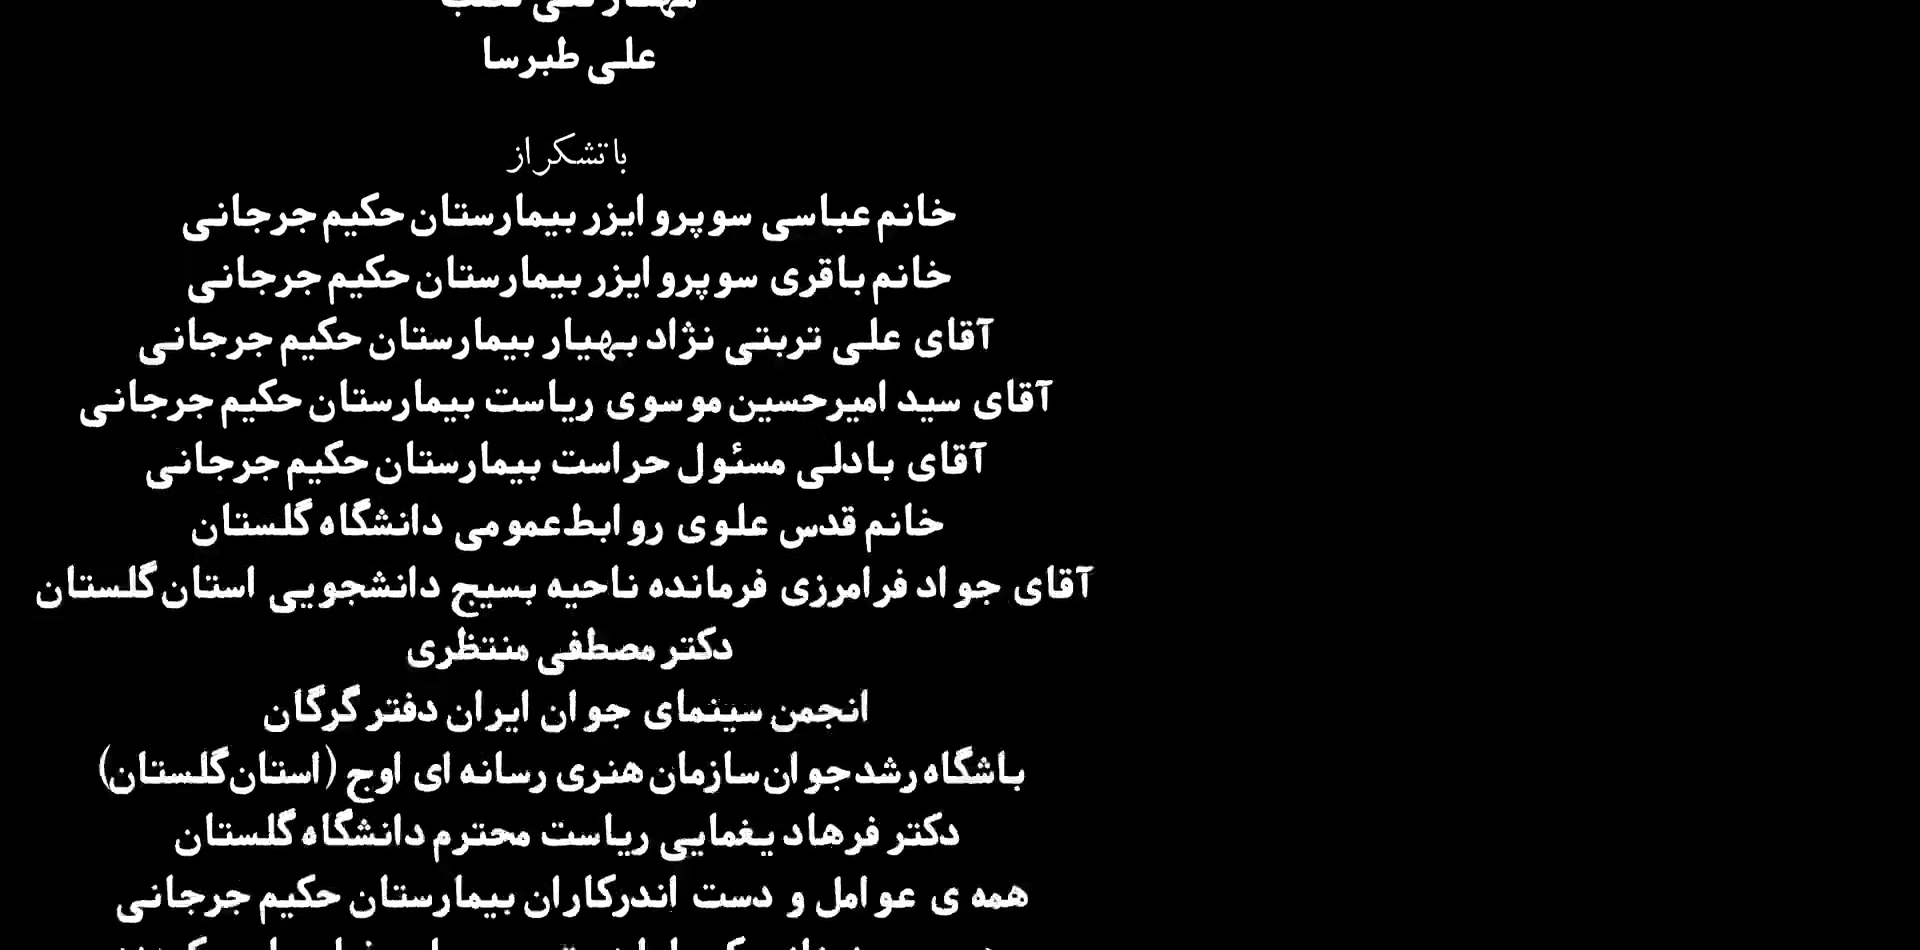 علی طبرسا
با تشکر از
خانم عباسی سوپروایزر بیمارستان حکیم جرجانی
خانم باقری سوپروایزر بیمارستان حکیم جرجانی
آقای علی تربتی نژاد بهیار بیمارستان حکیم جرجانی
آقای سید امیرحسین موسوی ریاست بیمارستان حکیم جرجانی
آقای بادلی مسئول حراست بیمارستان حکیم جرجانی
خانم قدس علوی روابط عمومی دانشگاه گلستان
آقای جواد فرامرزی فرمانده ناحیه بسیج دانشجویی استان گلستان
دکتر مصطفی منتظری
انجمن سینمای جوان ایران دفتر گرگان
باشگاه رشد جوان سازمان هنری رسانه ای اوج (استان گلستان)
دکتر فرهاد یغمایی ریاست محترم دانشگاه گلستان
همه ی عوامل و دست اندرکاران بیمارستان حکیم جرجانی